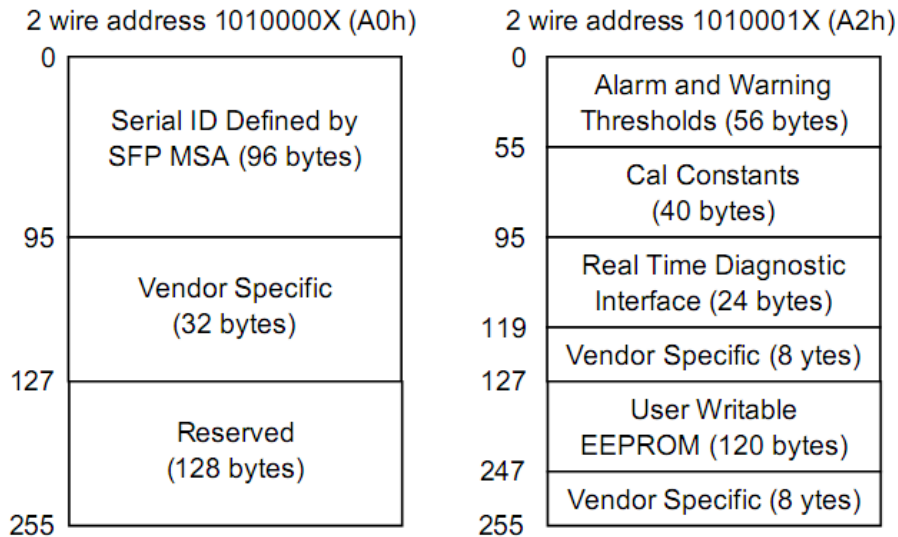 2 wire address 1010000X (A0h)
0
Serial ID Defined by
SFP MSA (96 bytes)
95
Vendor Specific
(32 bytes)
127
Reserved
(128 bytes)
255
2 wire address 1010001X (A2h)
0
Alarm and Warning
Thresholds (56 bytes)
55
Cal Constants
(40 bytes)
95
Real Time Diagnostic
Interface (24 bytes)
119
Vendor Specific (8 ytes)
127
User Writable
EEPROM (120 bytes)
247
Vendor Specific (8 ytes)
255